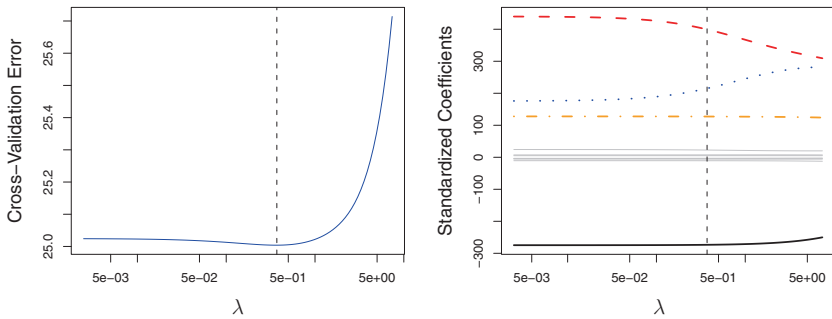 Cross−Validation Error
25.0 25.2 25.4 25.6
5e−03 5e−02 5e−01 5e+00
λ
Standardized Coefficients
−300 −100 0 100 300
5e−03 5e−02 5e−01 5e+00
λ